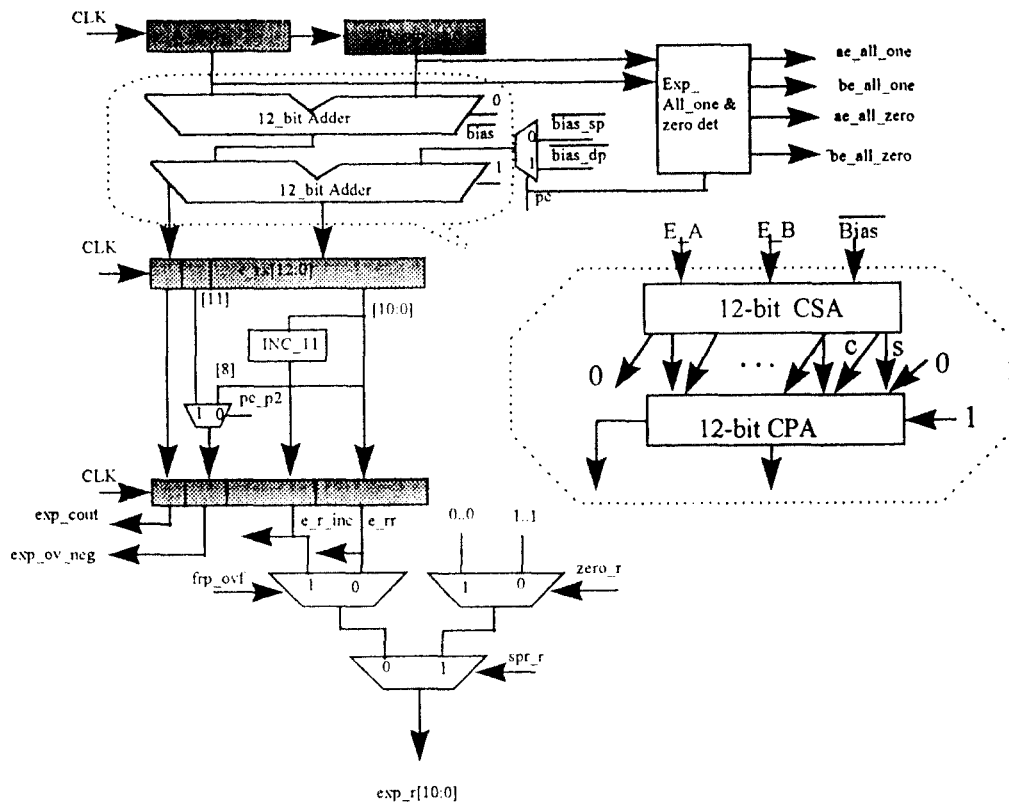 CLK
ae_all_one
be_all_one
ae_all_zero
be_all_zero
Exp_
All_one &
zero det
12_bit Adder
0
bias
bias_sp
0
1
bias_dp
12_bit Adder
1
pc
CLK
[12:0]
[11]
[10:0]
INC_11
[8]
1 0
pc_p2
E_A
E_B
Bias
12-bit CSA
0
...
c
s
0
12-bit CPA
1
CLK
exp_cout
exp_ov_neg
e_r_inc
e_rr
0..0
1..1
frp_ovf
1 0
1 0
zero_r
0 1
spr_r
exp_r[10:0]